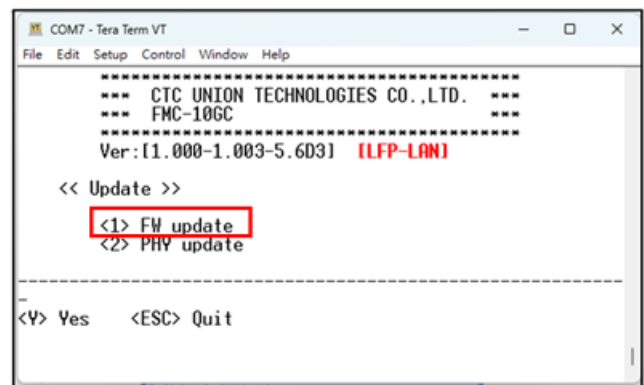 COM7 - Tera Term VT
File Edit Setup Control Window Help
********************************************
*** CTC UNION TECHNOLOGIES CO.,LTD. ***
*** FMC-10GC ***
********************************************
Ver:[1.000-1.003-5.6D3] [LFP-LAN]
<< Update >>
<1> FW update
<2> PHY update
--------------------------------------------------------------------------------
<Y> Yes <ESC> Quit